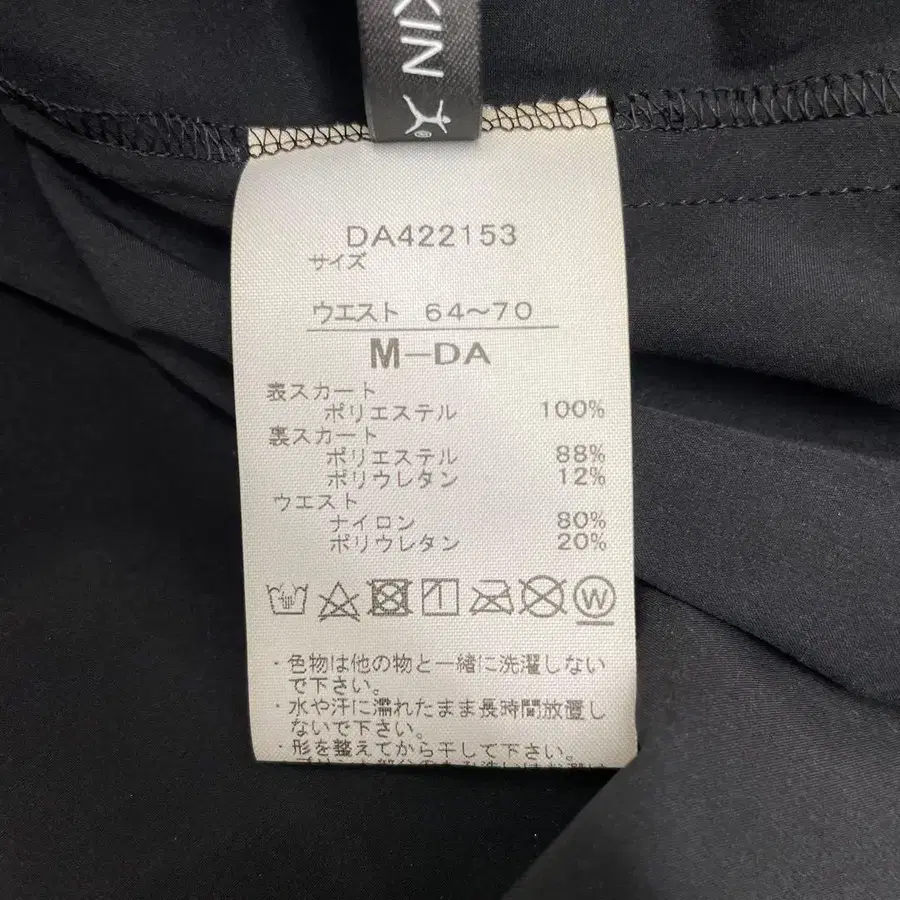 KIN
DA422153
サイズ
ウエスト 64～70
M－DA
表スカート
ポリエステル 100%
裏スカート
ポリエステル 88%
ポリウレタン 12%
ウエスト
ナイロン 80%
ポリウレタン 20%
W
・色物は他の物と一緒に洗濯しない
で下さい。
・水や汗に濡れたまま長時間放置し
ないで下さい。
・形を整えてから干して下さい。